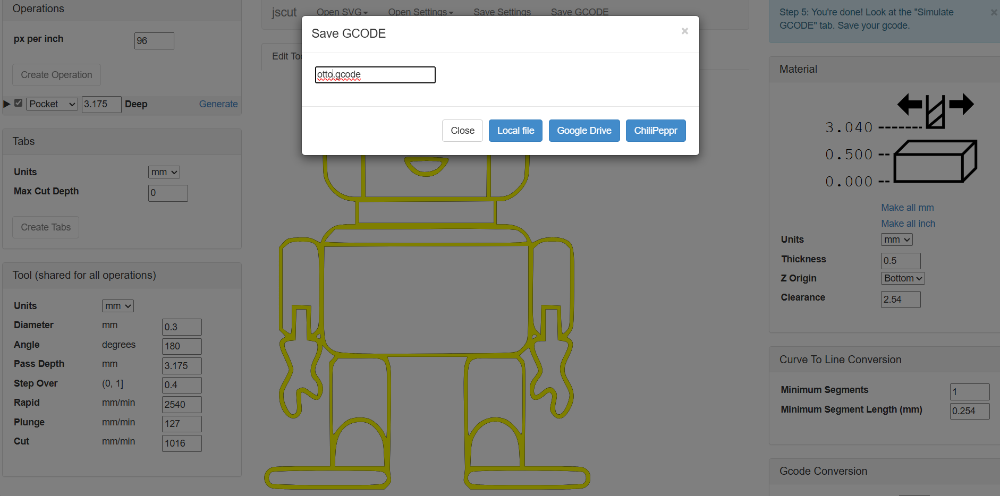 Operations
px per inch 96
Create Operation
Pocket 3.175 Deep Generate
Tabs
Units mm
Max Cut Depth 0
Create Tabs
Tool (shared for all operations)
Units mm
Diameter mm 0.3
Angle degrees 180
Pass Depth mm 3.175
Step Over (0, 1] 0.4
Rapid mm/min 2540
Plunge mm/min 127
Cut mm/min 1016
jscut Open SVG Open Settings Save Settings Save GCODE
Edit Too
Save GCODE ×
otto.gcode
Close Local file Google Drive ChiliPeppr
Step 5: You're done! Look at the "Simulate ×
GCODE" tab. Save your gcode.
Material
3.040
0.500
0.000
Make all mm
Make all inch
Units mm
Thickness 0.5
Z Origin Bottom
Clearance 2.54
Curve To Line Conversion
Minimum Segments 1
Minimum Segment Length (mm) 0.254
Gcode Conversion